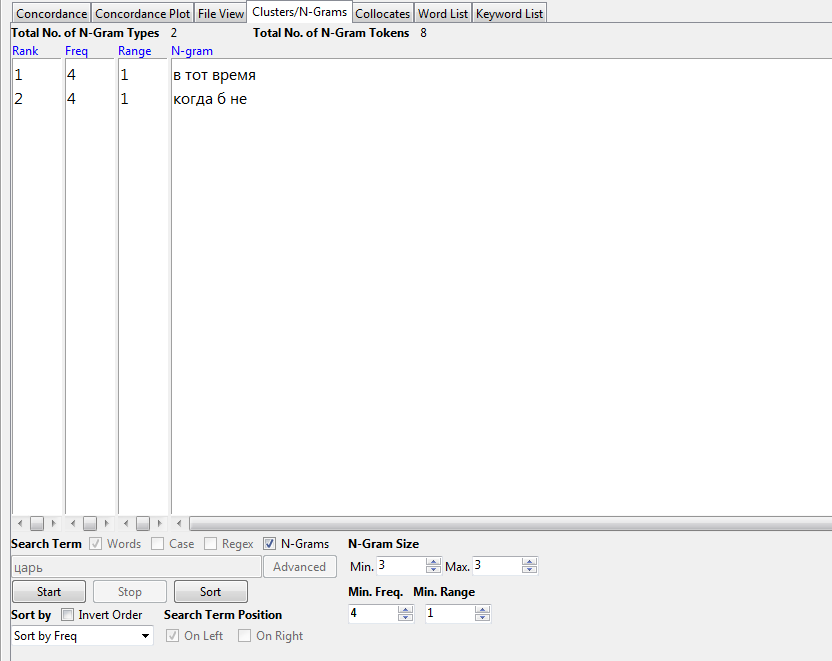 Concordance Concordance Plot File View Clusters/N-Grams Collocates Word List Keyword List
Total No. of N-Gram Types 2 Total No. of N-Gram Tokens 8
Rank Freq Range N-gram
1 4 1 в тот время
2 4 1 когда б не
Search Term Words Case Regex N-Grams N-Gram Size
царь Advanced Min. 3 Max. 3
Start Stop Sort Min. Freq. Min. Range
Sort by Invert Order Search Term Position 4 1
Sort by Freq On Left On Right